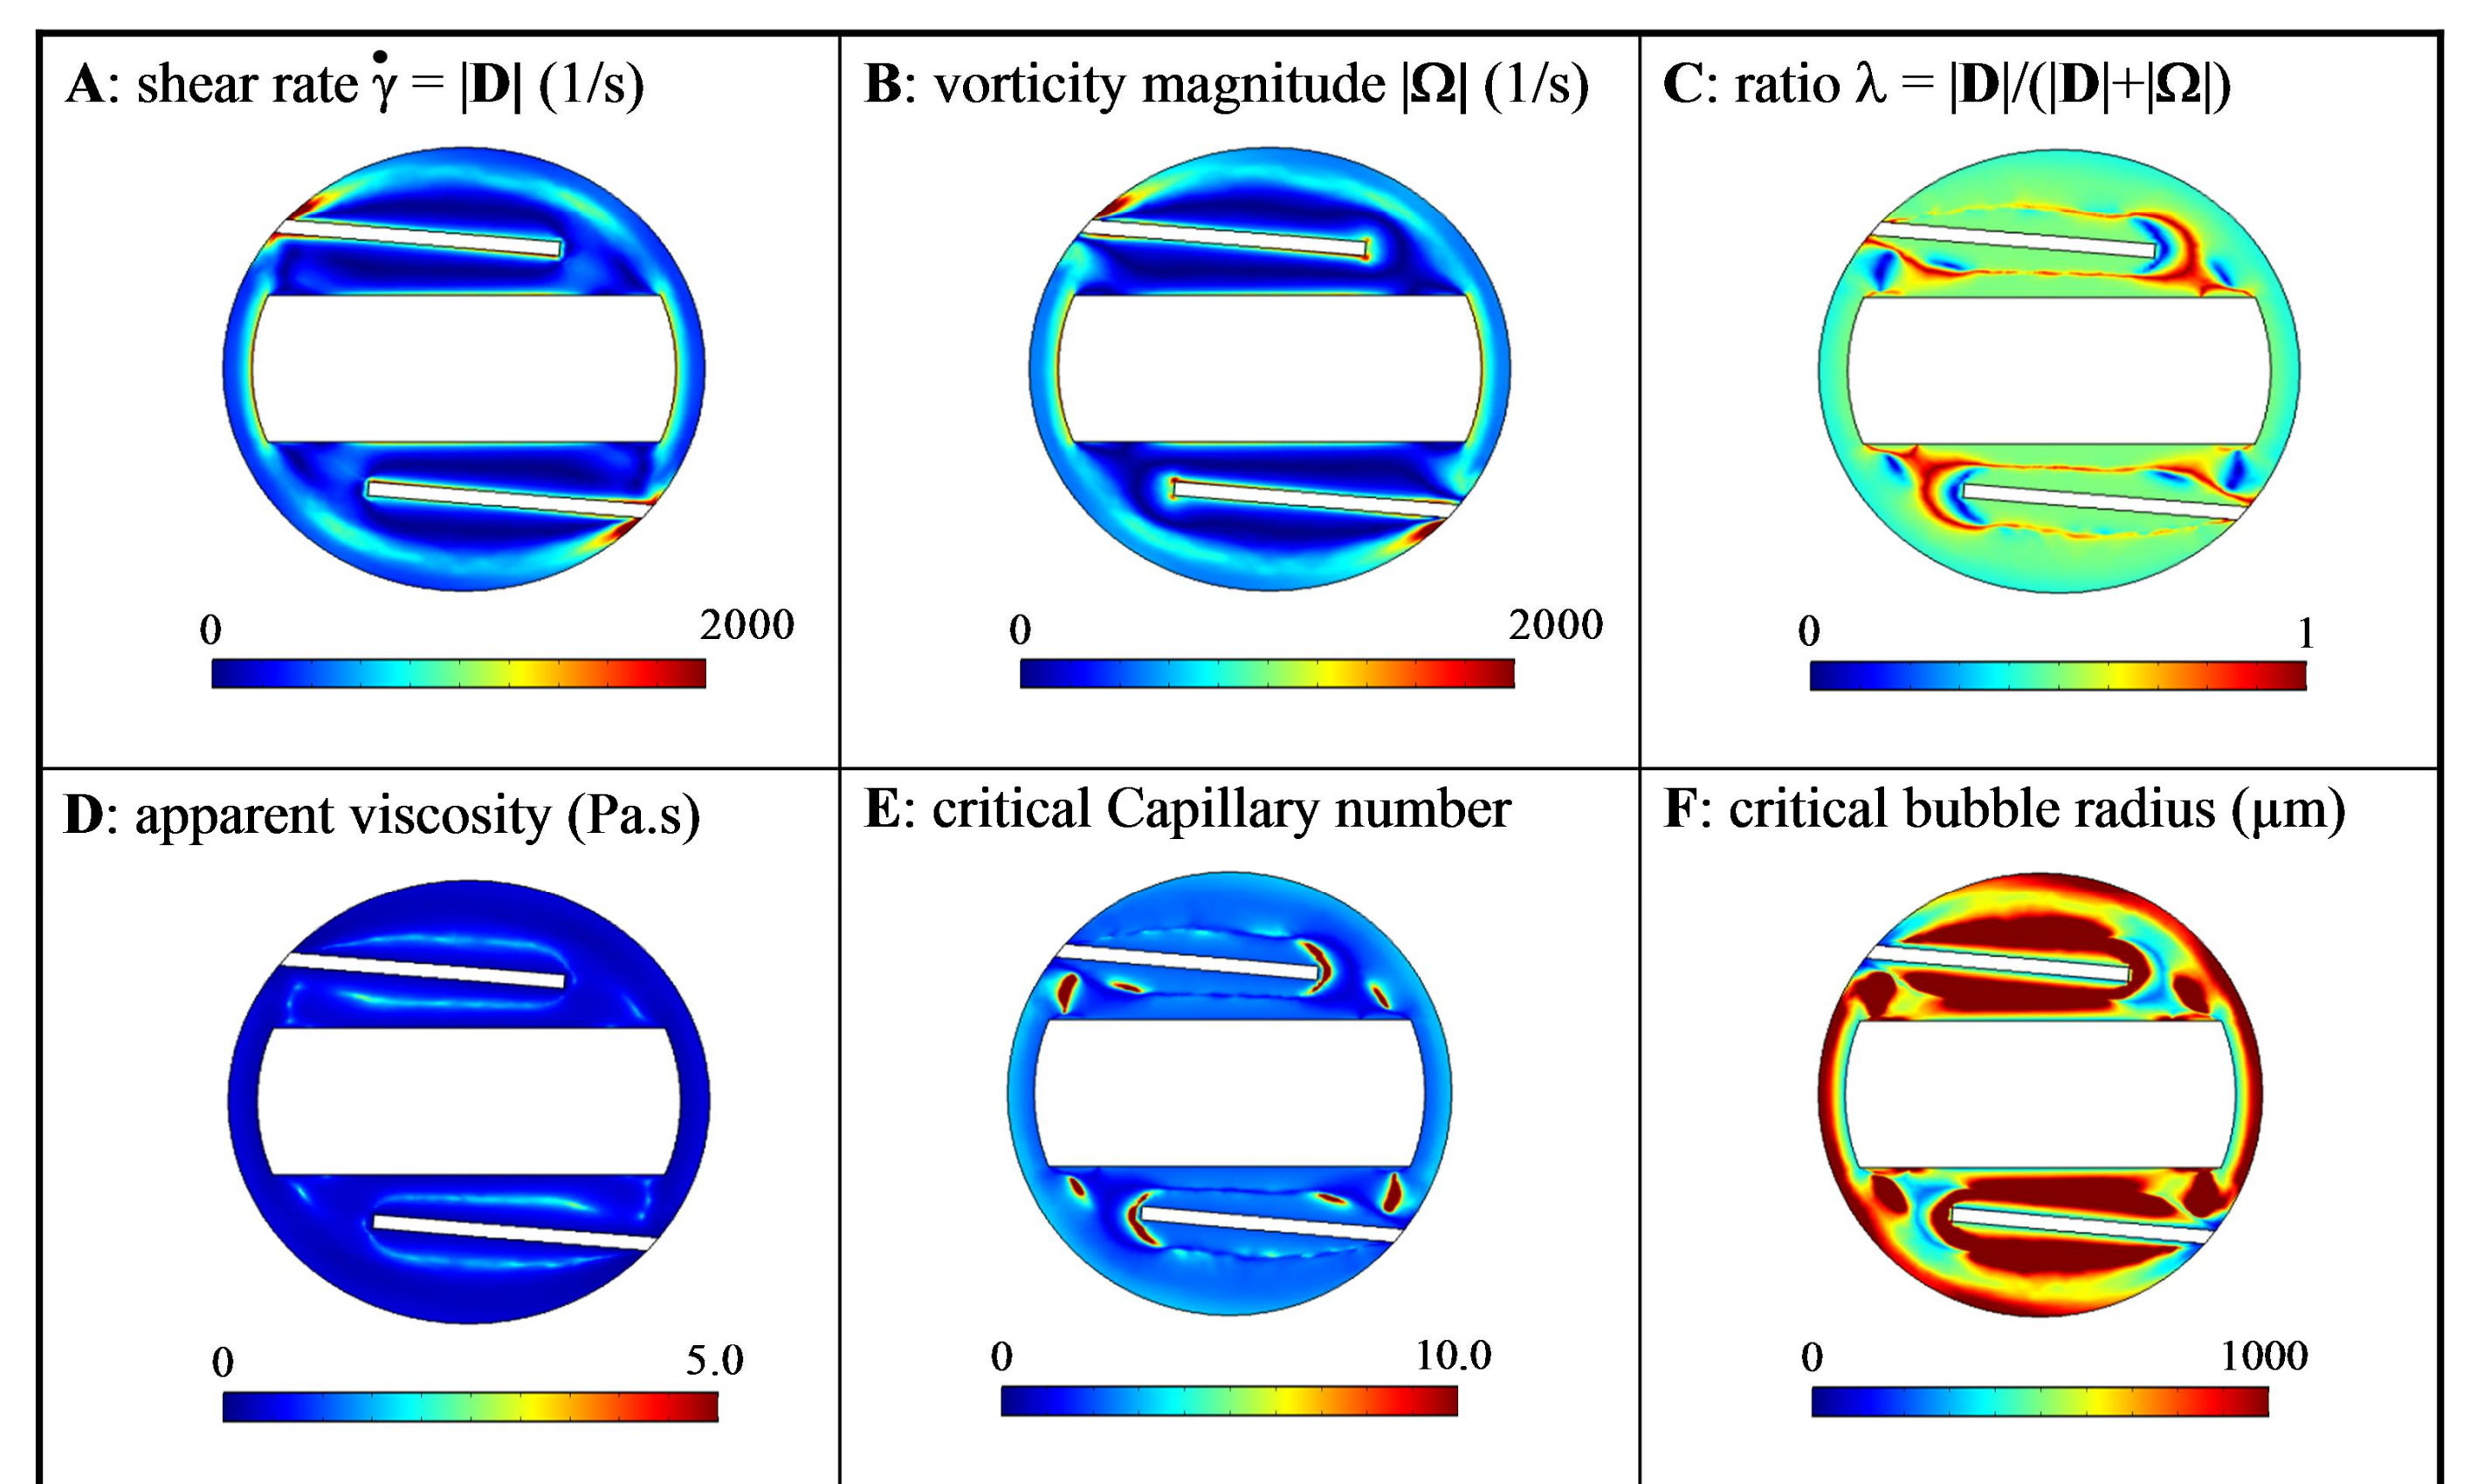 A: shear rate γ̇ = |D| (1/s)
B: vorticity magnitude |Ω| (1/s)
C: ratio λ = |D|/(|D|+|Ω|)
0 2000
0 2000
0 1
D: apparent viscosity (Pa.s)
E: critical Capillary number
F: critical bubble radius (μm)
0 5.0
0 10.0
0 1000